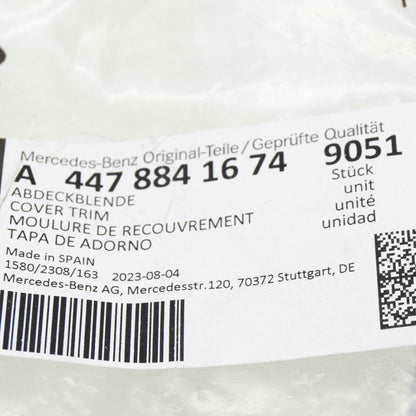 Mercedes-Benz Original-Teile/Geprüfte Qualität
A 447 884 16 74 9051
ABDECKBLENDE Stück
COVER TRIM unit
MOULURE DE RECOUVREMENT unité
TAPA DE ADORNO unidad
Made in SPAIN
1580/2308/163 2023-08-04
Mercedes-Benz AG, Mercedesstr.120, 70372 Stuttgart, DE